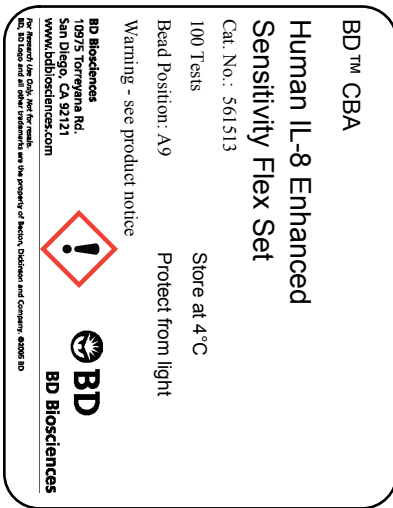 BD™ CBA
Human IL-8 Enhanced
Sensitivity Flex Set
Cat. No.: 561513
100 Tests
Store at 4°C
Bead Position: A9
Protect from light
Warning - see product notice
BD Biosciences
10975 Torreyana Rd.
San Diego, CA 92121
www.bdbiosciences.com
BD
BD Biosciences
For Research Use Only. Not for resale.
BD, BD Logo and all other trademarks are the property of Becton, Dickinson and Company. ©2005 BD